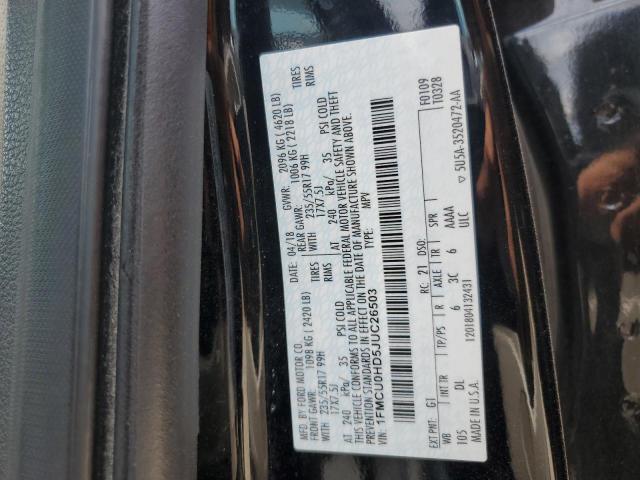 MFD. BY FORD MOTOR CO.
DATE: 04/18 GVWR: 2096 KG ( 4620 LB)
FRONT GAWR: 1098 KG ( 2420 LB) REAR GAWR: 1006 KG ( 2218 LB)
WITH TIRES WITH TIRES
235/55R17 99H 235/55R17 99H
17X7.5J RIMS 17X7.5J RIMS
AT 240 kPa/ 35 PSI COLD AT 240 kPa/ 35 PSI COLD
THIS VEHICLE CONFORMS TO ALL APPLICABLE FEDERAL MOTOR VEHICLE SAFETY AND THEFT
PREVENTION STANDARDS IN EFFECT ON THE DATE OF MANUFACTURE SHOWN ABOVE.
VIN: 1FMCU0HD5JUC26503
TYPE: MPV
F0109
T0328
EXT PNT: G1 RC: 21 DSO:
WB INT TR TP/PS R AXLE TR SPR
105 DL 6 3C 6 AAAA
ULC
MADE IN U.S.A. 120180413243I
▽ 5U5A-3520472-AA